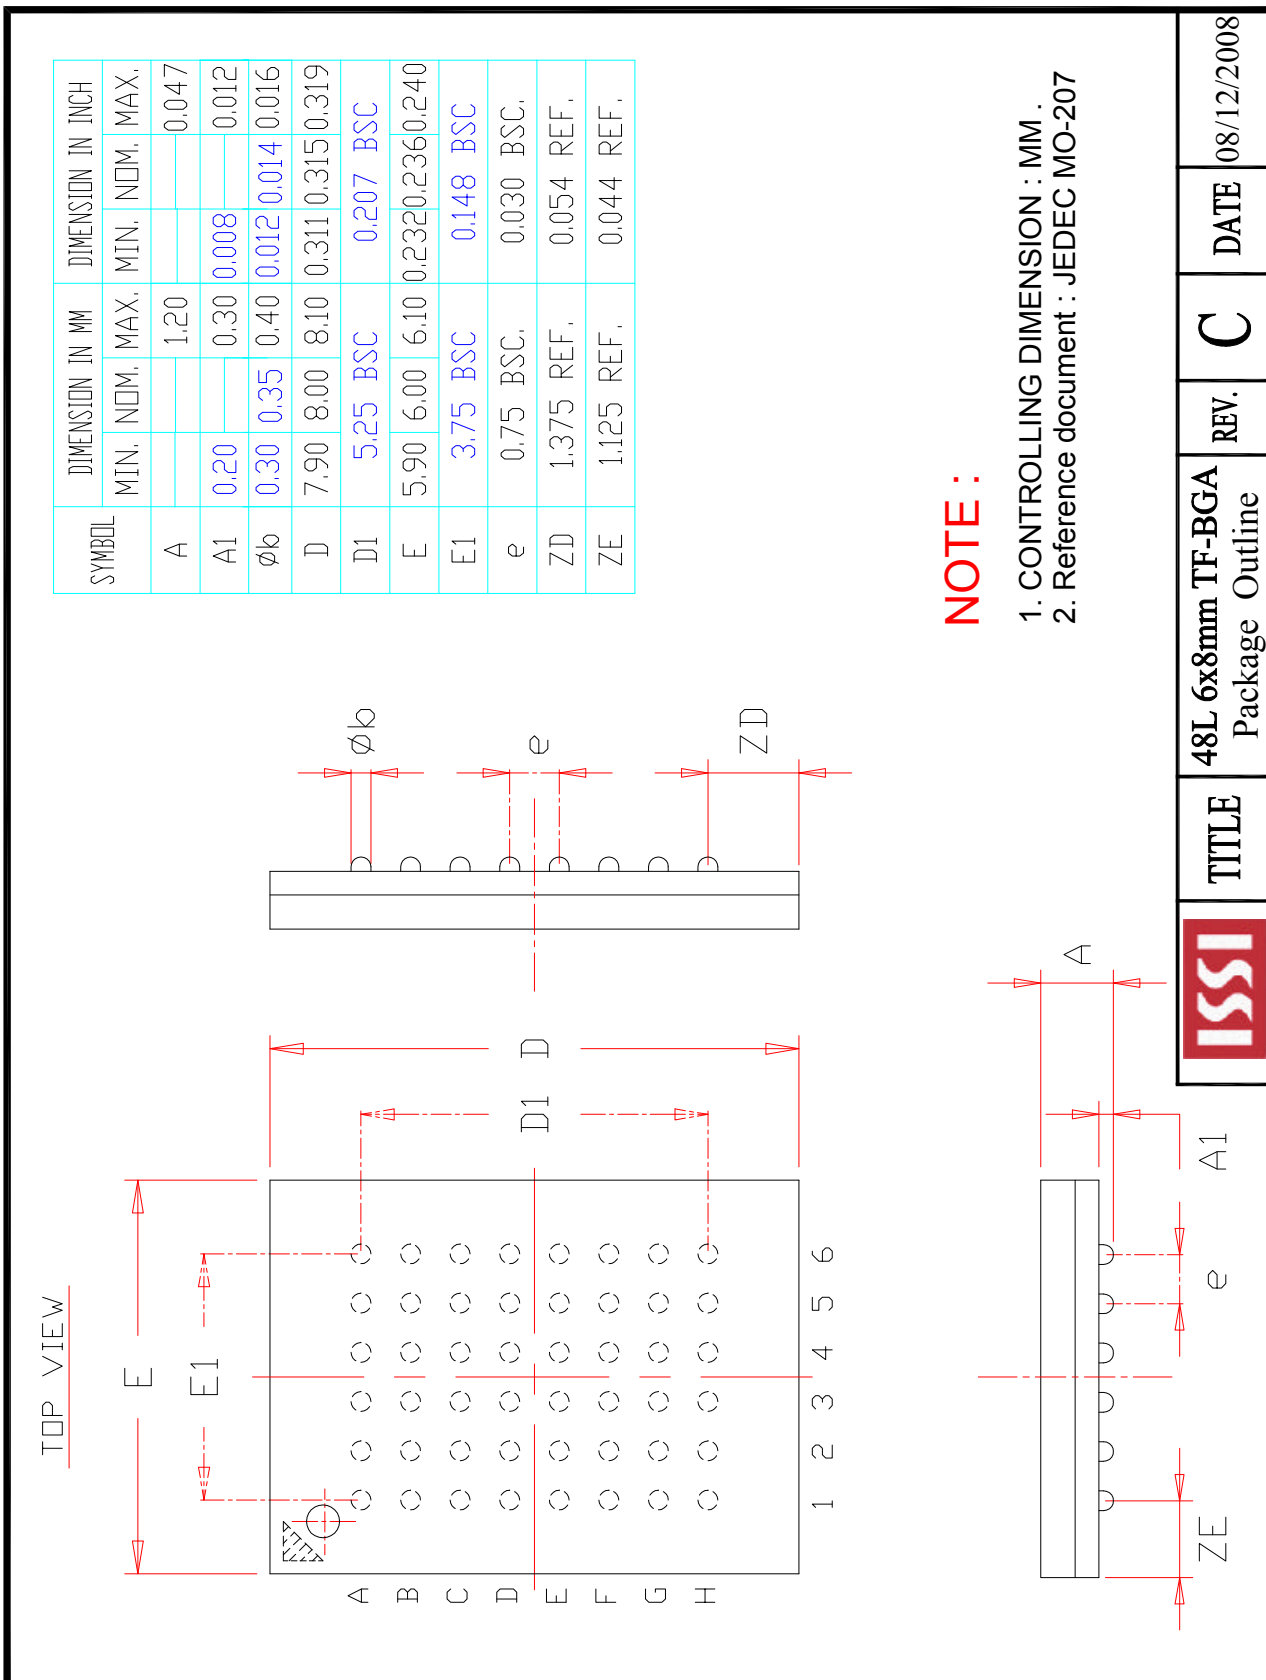 TOP VIEW
E
E1
A
B
C
D
E
F
G
H
1 2 3 4 5 6
D
D1
Øb
e
ZD
ZE
e
A1
A
SYMBOL DIMENSION IN MM DIMENSION IN INCH
MIN. NOM. MAX. MIN. NOM. MAX.
A 1.20 0.047
A1 0.20 0.30 0.008 0.012
Øb 0.30 0.35 0.40 0.012 0.014 0.016
D 7.90 8.00 8.10 0.311 0.315 0.319
D1 5.25 BSC 0.207 BSC
E 5.90 6.00 6.10 0.232 0.236 0.240
E1 3.75 BSC 0.148 BSC
e 0.75 BSC. 0.030 BSC.
ZD 1.375 REF. 0.054 REF.
ZE 1.125 REF. 0.044 REF.
NOTE :
1. CONTROLLING DIMENSION : MM .
2. Reference document : JEDEC MO-207
ISSI
TITLE
48L 6x8mm TF-BGA
Package Outline
REV. C
DATE 08/12/2008